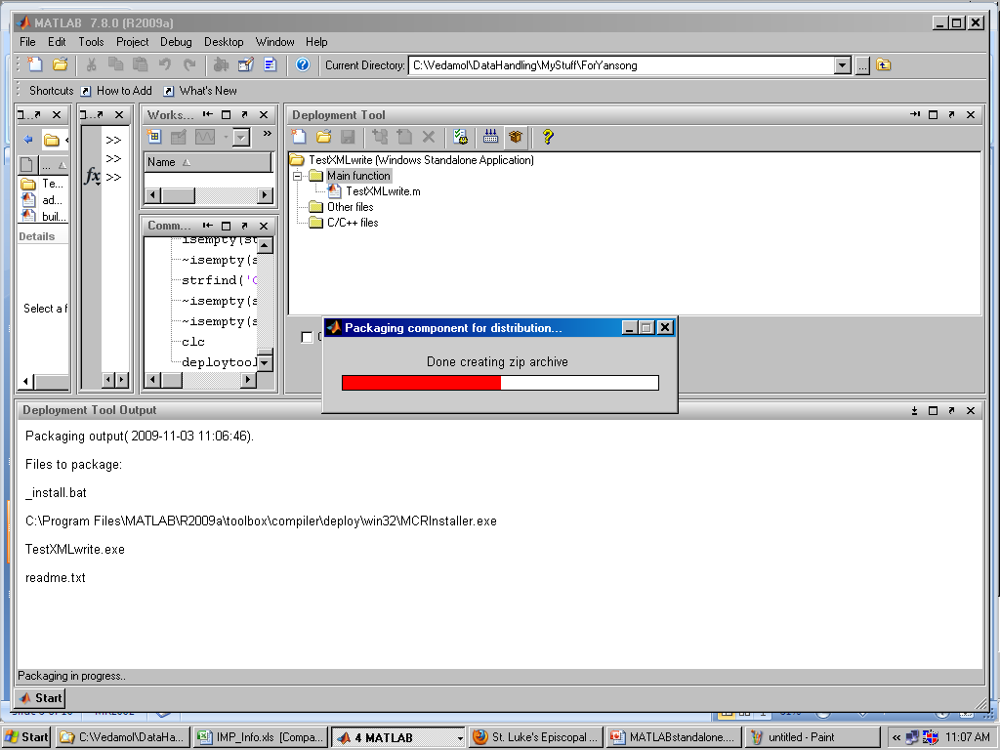 MATLAB 7.8.0 (R2009a)
File Edit Tools Project Debug Desktop Window Help
Current Directory: C:\Vedamol\DataHandling\MyStuff\ForYansong
Shortcuts How to Add What's New
Works...
Deployment Tool
>>
>>
fx >>
Name
...
Te...
ad...
buil...
Details
Select a f
TestXMLwrite (Windows Standalone Application)
Main function
TestXMLwrite.m
Other files
C/C++ files
Comm...
isempty(st
~isempty(s
strfind('C
~isempty(s
~isempty(s
clc
deploytool
Packaging component for distribution...
Done creating zip archive
Deployment Tool Output
Packaging output( 2009-11-03 11:06:46).
Files to package:
_install.bat
C:\Program Files\MATLAB\R2009a\toolbox\compiler\deploy\win32\MCRInstaller.exe
TestXMLwrite.exe
readme.txt
Packaging in progress..
Start
Start C:\Vedamol\DataHa... IMP_Info.xls [Compa... 4 MATLAB St. Luke's Episcopal ... MATLABstandalone.... untitled - Paint « 11:07 AM